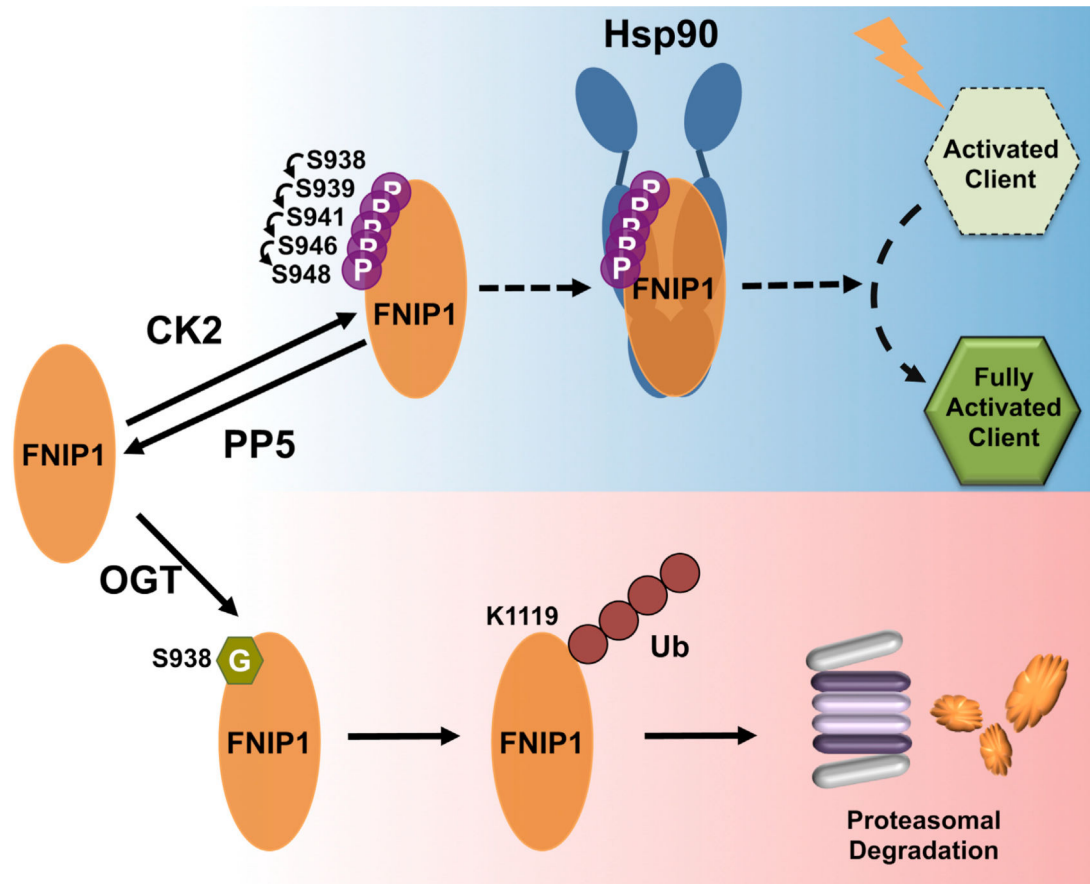 Hsp90
Activated
Client
S938
S939
S941
S946
S948
P
P
P
P
P
FNIP1
P
P
P
P
P
FNIP1
CK2
PP5
FNIP1
Fully
Activated
Client
OGT
S938
G
FNIP1
K1119
Ub
FNIP1
Proteasomal
Degradation